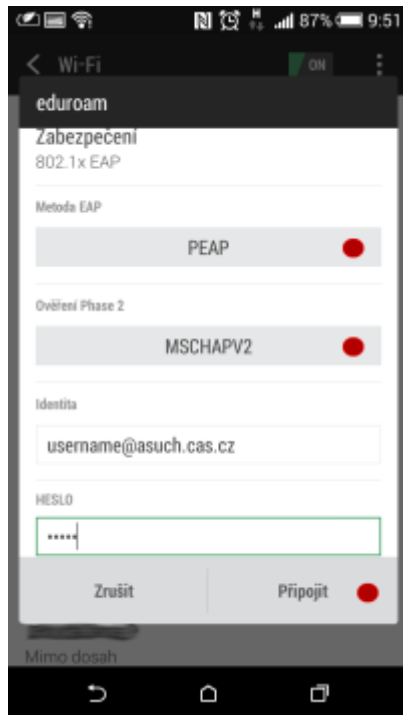 87% 9:51
Wi-Fi ON
eduroam
Zabezpečení
802.1x EAP
Metoda EAP
PEAP
Ověření Phase 2
MSCHAPV2
Identita
username@asuch.cas.cz
HESLO
•••••
Zrušit Připojit
Mimo dosah